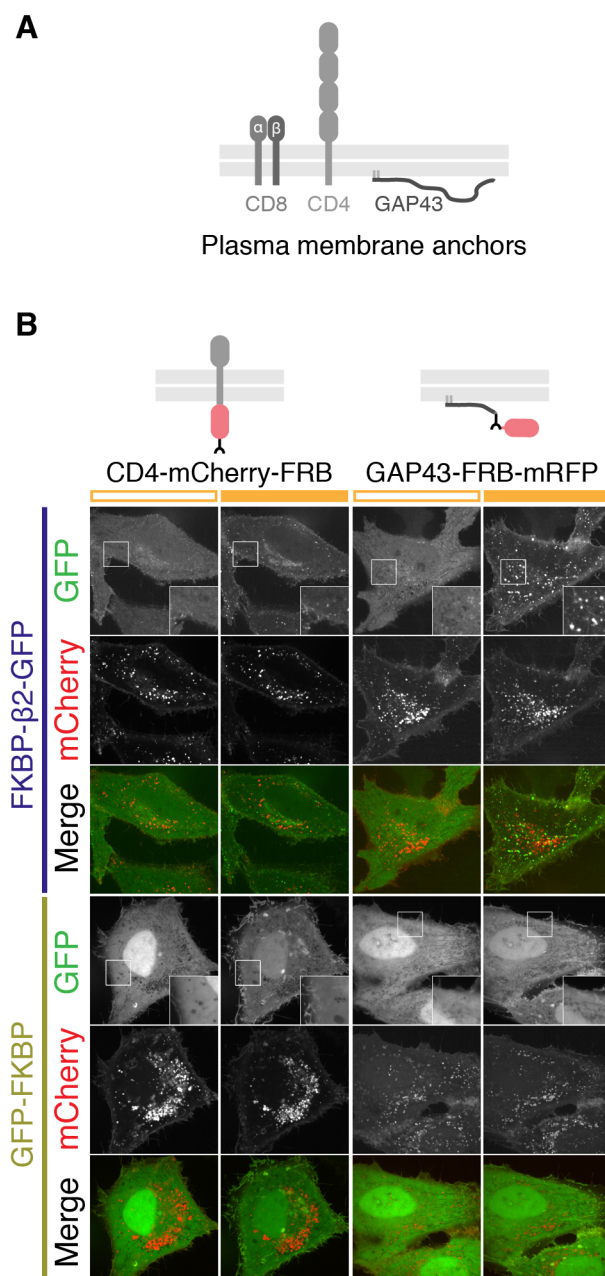 A
α β
CD8 CD4 GAP43
Plasma membrane anchors
B
CD4-mCherry-FRB GAP43-FRB-mRFP
FKBP-β2-GFP
GFP
mCherry
Merge
GFP-FKBP
GFP
mCherry
Merge